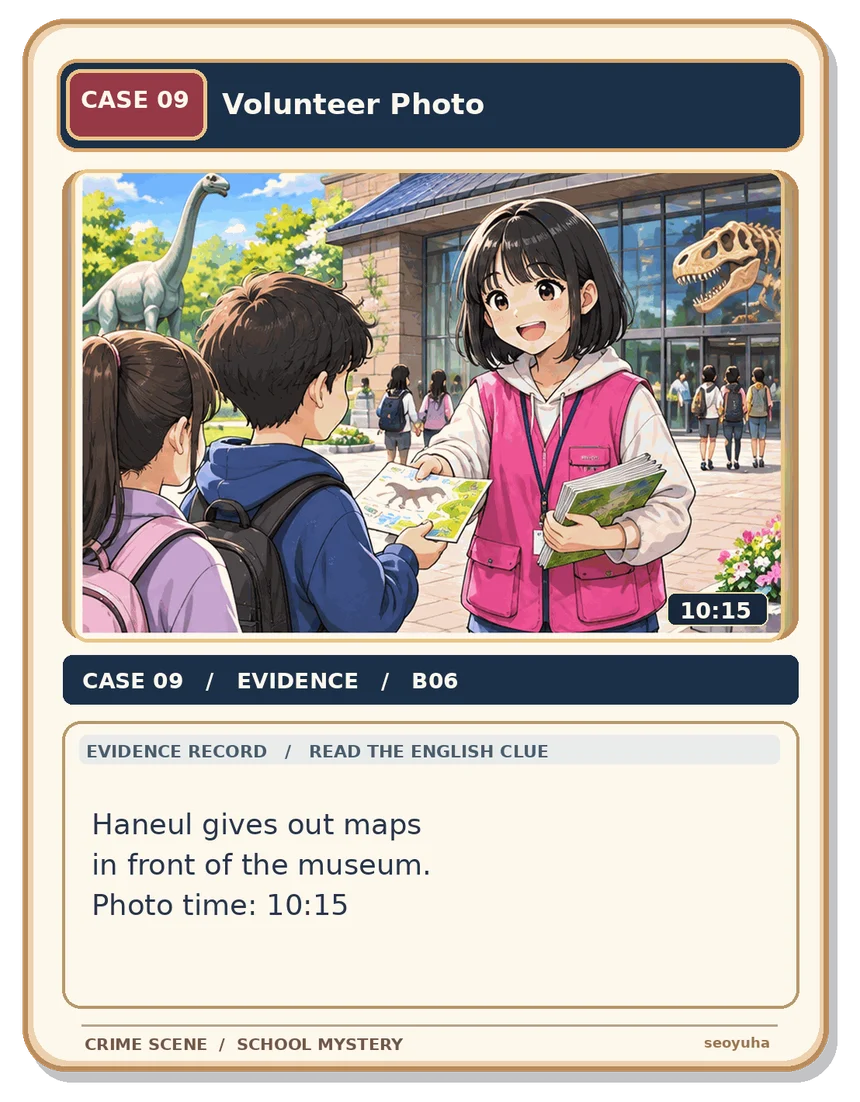 CASE 09
Volunteer Photo
10:15
CASE 09 / EVIDENCE / B06
EVIDENCE RECORD / READ THE ENGLISH CLUE
Haneul gives out maps
in front of the museum.
Photo time: 10:15
CRIME SCENE / SCHOOL MYSTERY
seoyuha